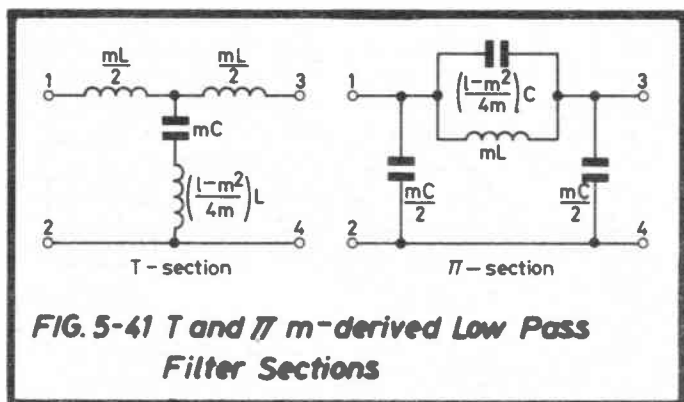 mL/2
mL/2
1
3
mC
((1-m²)/4m)L
2
4
T-section
1
3
((1-m²)/4m)C
mL
mC/2
mC/2
2
4
π-section
FIG. 5-41 T and π m-derived Low Pass
Filter Sections